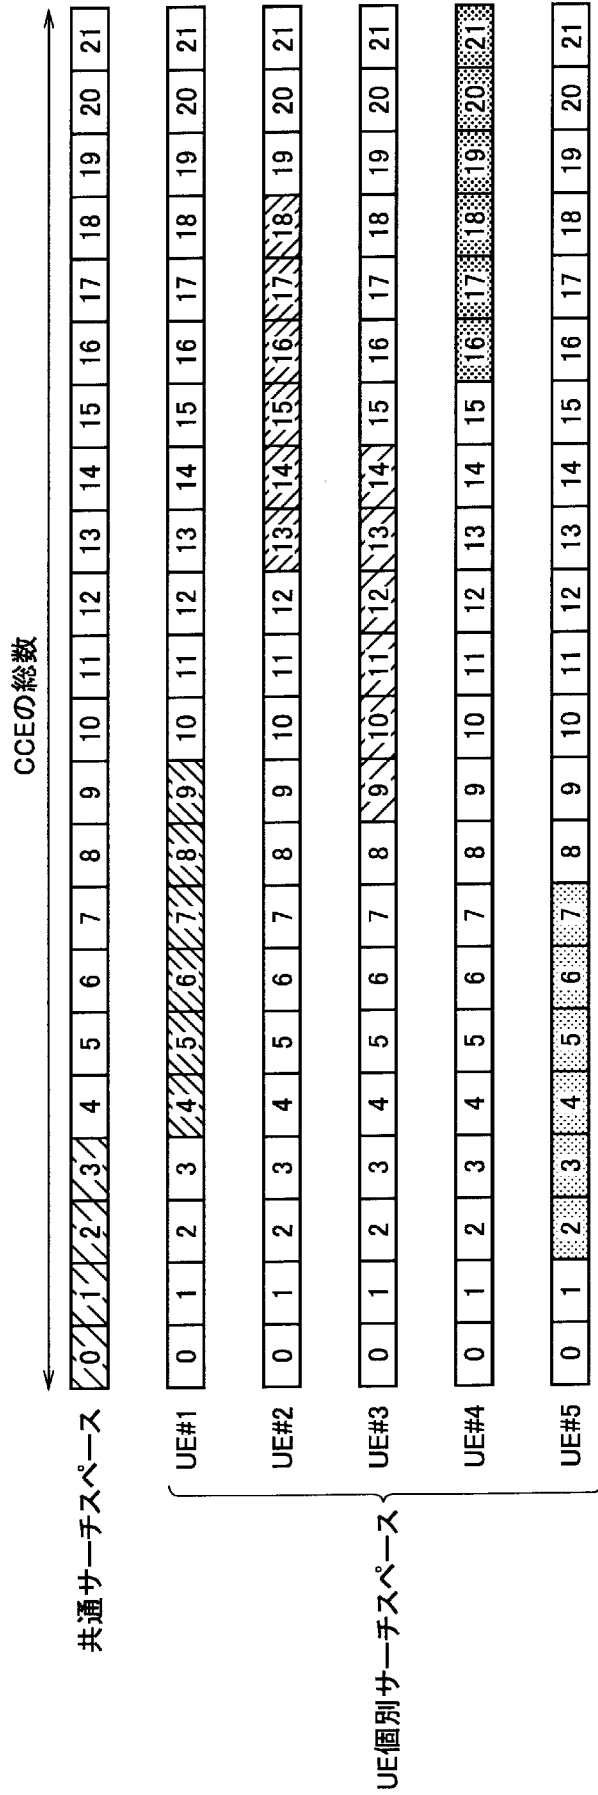 CCEの総数
共通サーチスペース 0 1 2 3 4 5 6 7 8 9 10 11 12 13 14 15 16 17 18 19 20 21
UE個別サーチスペース
UE#1 0 1 2 3 4 5 6 7 8 9 10 11 12 13 14 15 16 17 18 19 20 21
UE#2 0 1 2 3 4 5 6 7 8 9 10 11 12 13 14 15 16 17 18 19 20 21
UE#3 0 1 2 3 4 5 6 7 8 9 10 11 12 13 14 15 16 17 18 19 20 21
UE#4 0 1 2 3 4 5 6 7 8 9 10 11 12 13 14 15 16 17 18 19 20 21
UE#5 0 1 2 3 4 5 6 7 8 9 10 11 12 13 14 15 16 17 18 19 20 21